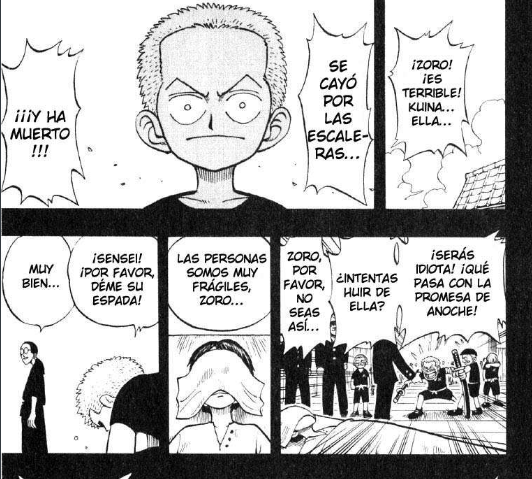 ¡ZORO!
¡ES
TERRIBLE!
KUINA...
ELLA...
SE
CAYÓ
POR
LAS
ESCALE-
RAS...
¡¡¡Y HA
MUERTO
!!!
¡SERÁS
IDIOTA! ¡QUÉ
PASA CON LA
PROMESA DE
ANOCHE!
¿INTENTAS
HUIR DE
ELLA?
ZORO,
POR
FAVOR,
NO
SEAS
ASÍ...
LAS PERSONAS
SOMOS MUY
FRÁGILES,
ZORO...
¡SENSEI!
¡POR FAVOR,
DÉME SU
ESPADA!
MUY
BIEN...